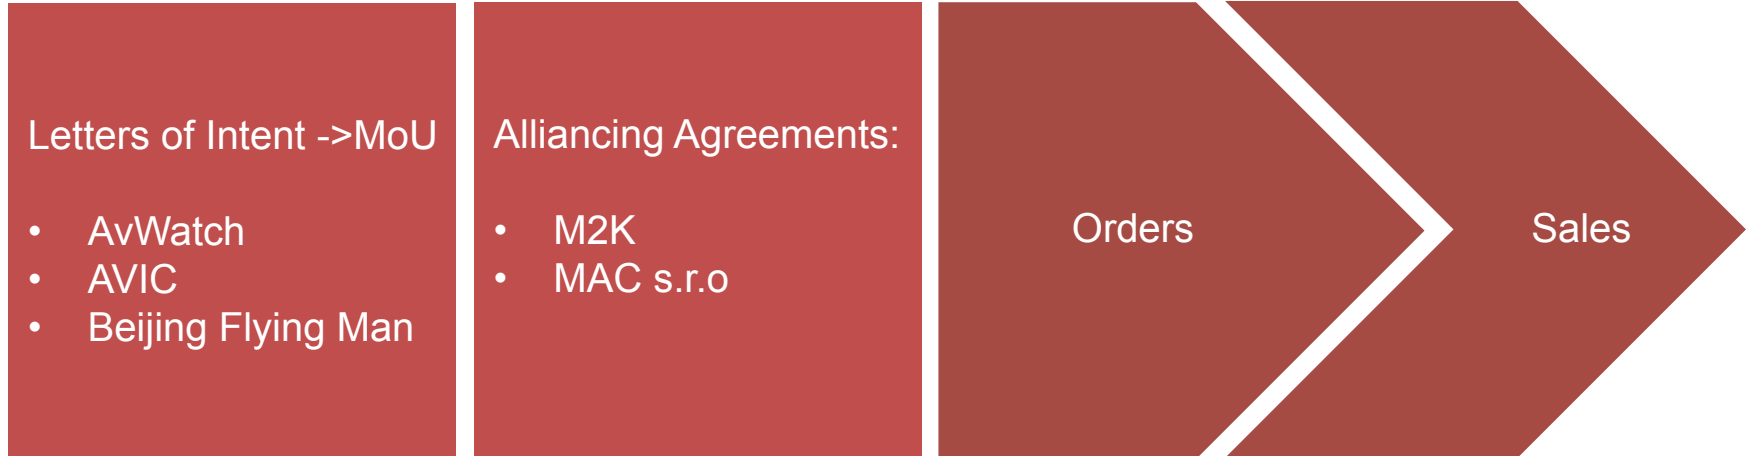 Letters of Intent ->MoU
• AvWatch
• AVIC
• Beijing Flying Man
Alliancing Agreements:
• M2K
• MAC s.r.o
Orders
Sales